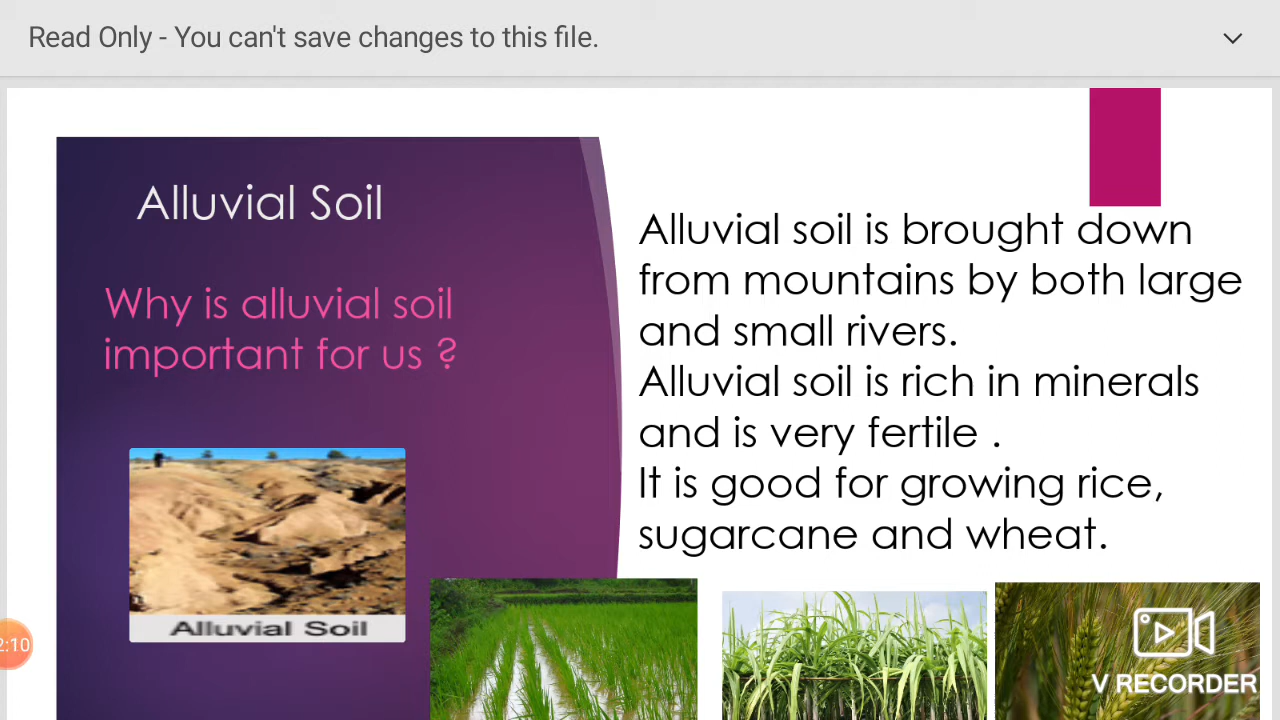 Read Only - You can't save changes to this file.
Alluvial Soil
Why is alluvial soil
important for us ?
Alluvial Soil
Alluvial soil is brought down
from mountains by both large
and small rivers.
Alluvial soil is rich in minerals
and is very fertile .
It is good for growing rice,
sugarcane and wheat.
2:10
V RECORDER